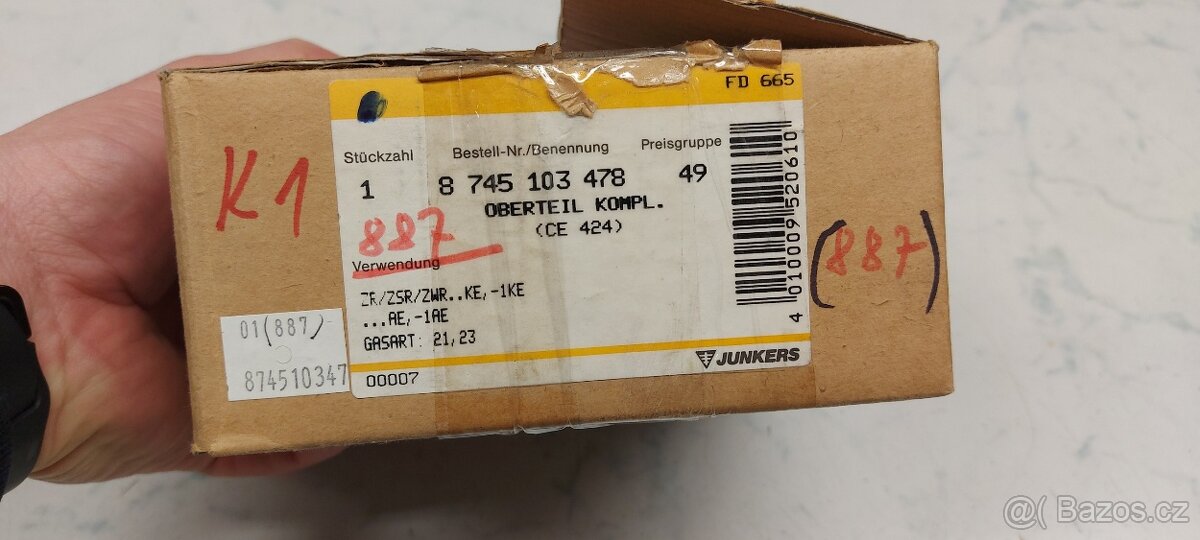 FD 665
Stückzahl Bestell-Nr./Benennung Preisgruppe
1 8 745 103 478 49
OBERTEIL KOMPL.
(CE 424)
887
Verwendung
ZR/ZSR/ZWR..KE,-1KE
...AE,-1AE
GASART: 21,23
00007
JUNKERS
4 010009 520610
K1
(887)
01(887)
874510347
@( Bazos.cz